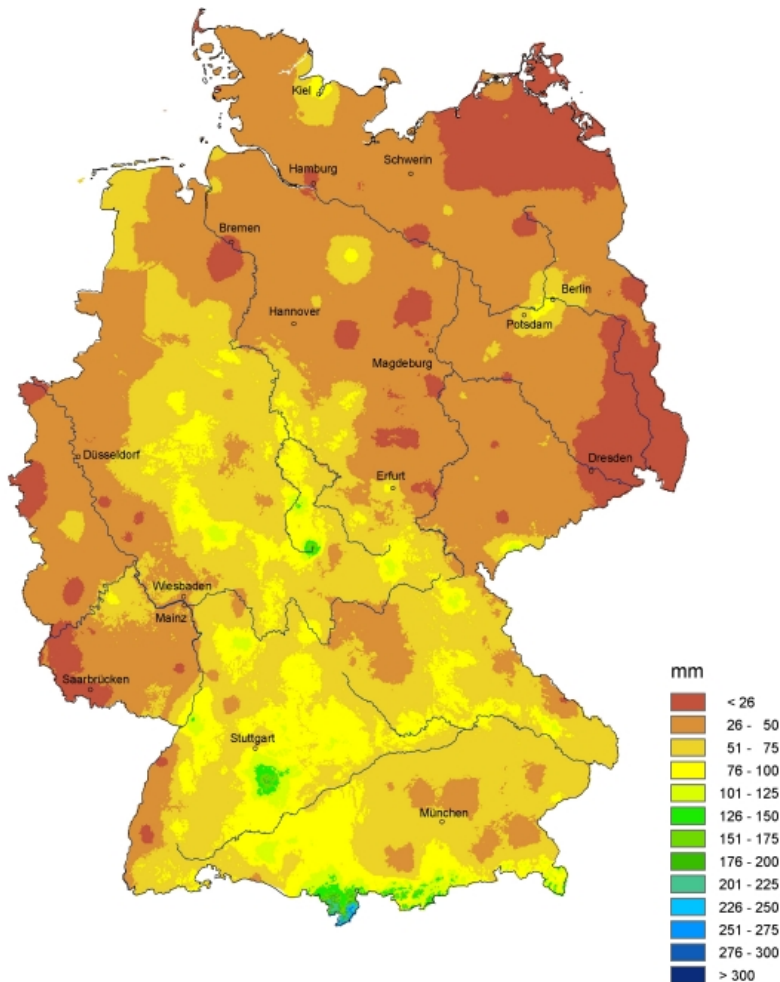 Kiel
Schwerin
Hamburg
Bremen
Berlin
Hannover
Potsdam
Magdeburg
Düsseldorf
Dresden
Erfurt
Wiesbaden
Mainz
Saarbrücken
Stuttgart
München
mm
< 26
26 - 50
51 - 75
76 - 100
101 - 125
126 - 150
151 - 175
176 - 200
201 - 225
226 - 250
251 - 275
276 - 300
> 300